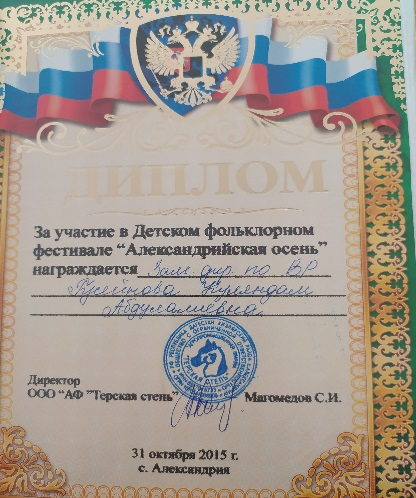 ДИПЛОМ
За участие в Детском фольклорном
фестивале “Александрийская осень”
награждается Зам. дир. по ВР
Абдулалиевна
Директор
ООО “АФ ”Терская степь” Магомедов С.И.
31 октября 2015 г.
с. Александрия